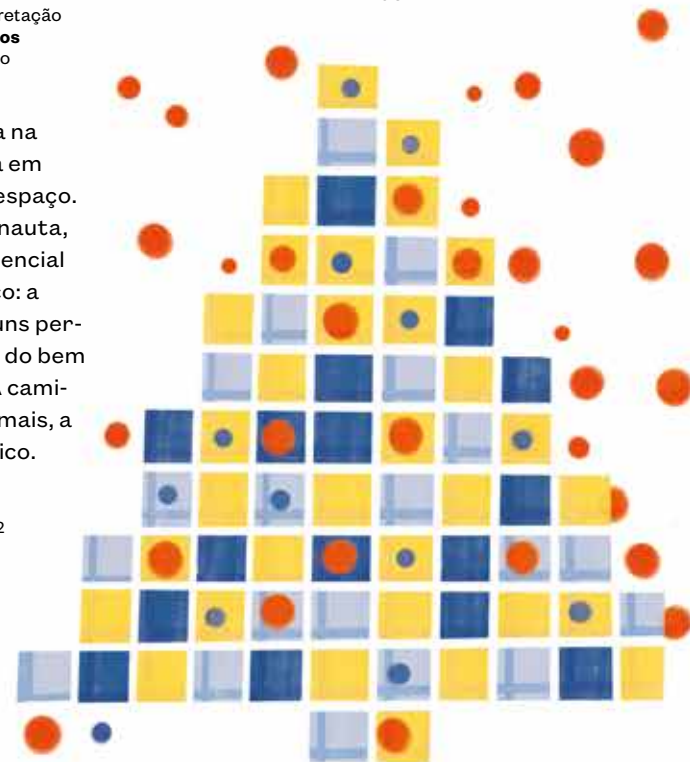 retação
os
o
a na
a em
espaço.
nauta,
encial
o: a
uns per-
do bem
A cami-
mais, a
ico.
2